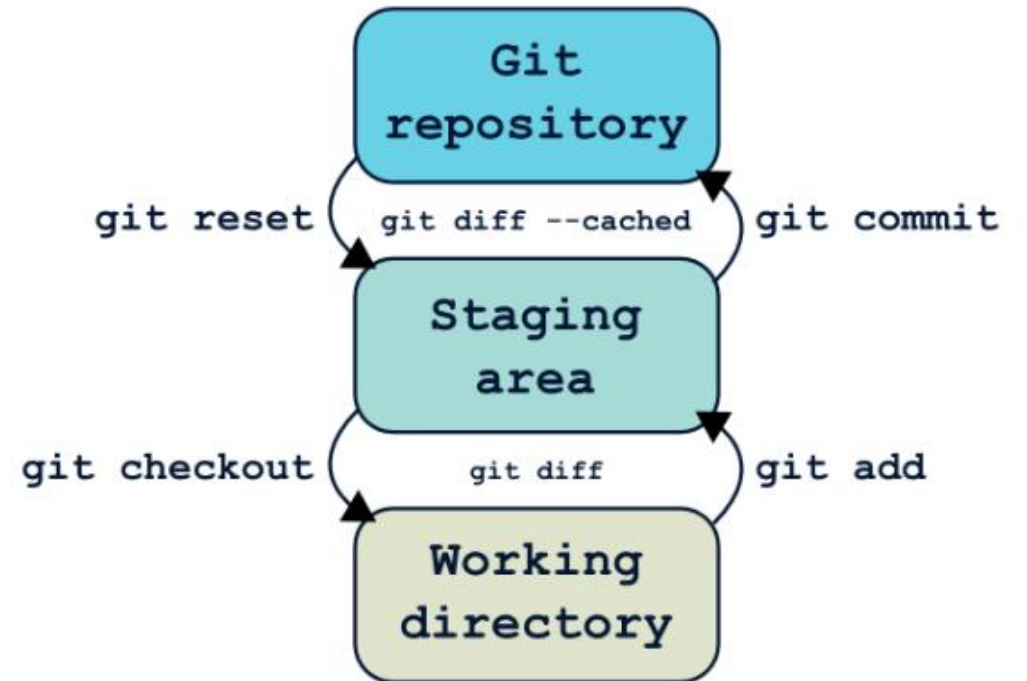 Git
repository
git reset
git diff --cached
git commit
Staging
area
git checkout
git diff
git add
Working
directory